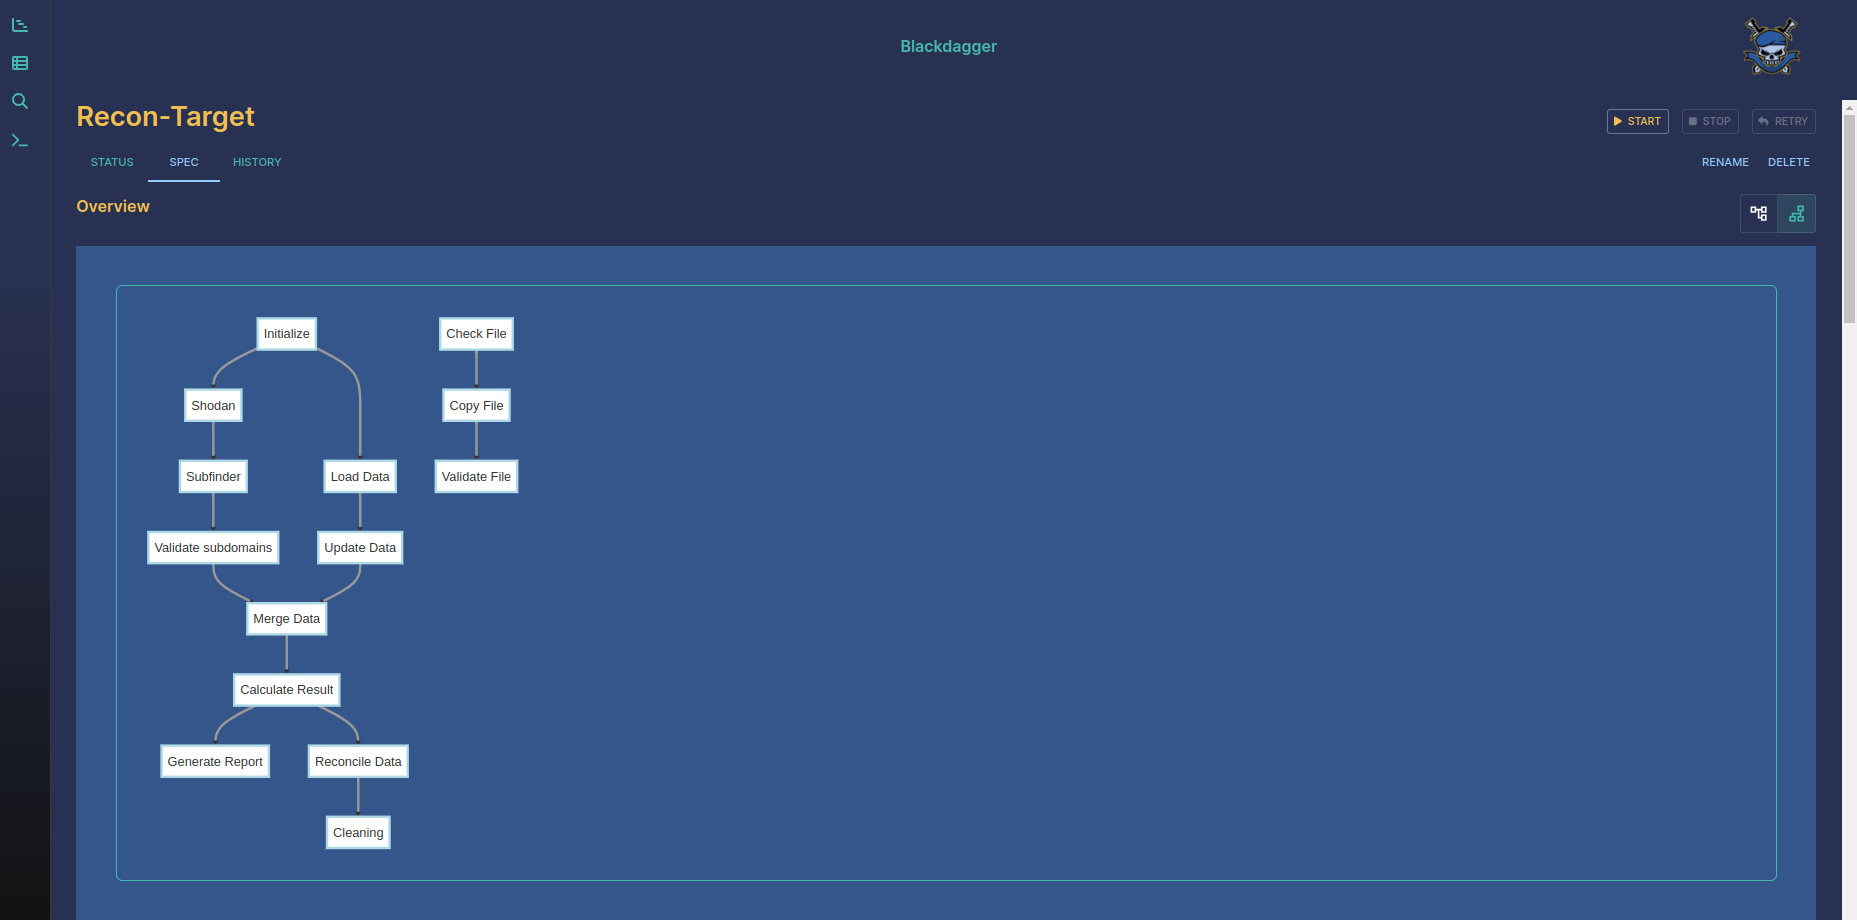 Blackdagger
Recon-Target
START
STOP
RETRY
STATUS
SPEC
HISTORY
RENAME
DELETE
Overview
Initialize
Check File
Shodan
Copy File
Subfinder
Load Data
Validate File
Validate subdomains
Update Data
Merge Data
Calculate Result
Generate Report
Reconcile Data
Cleaning